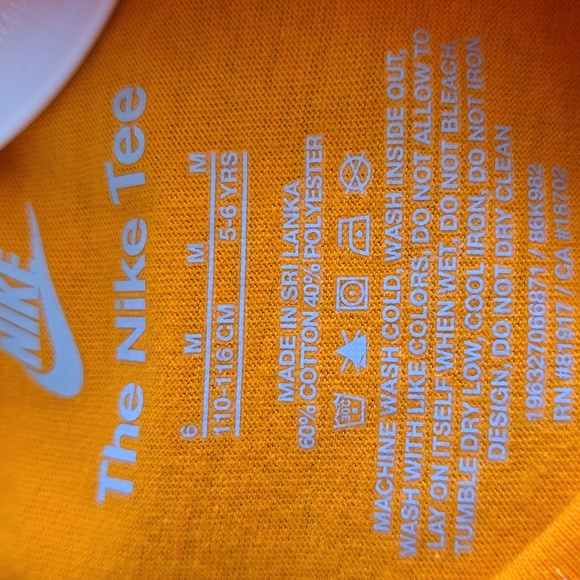 NIKE
The Nike Tee
6 M M M
110-116 CM 5-6 YRS
MADE IN SRI LANKA
60% COTTON 40% POLYESTER
30°C
MACHINE WASH COLD, WASH INSIDE OUT,
WASH WITH LIKE COLORS, DO NOT ALLOW TO
LAY ON ITSELF WHEN WET, DO NOT BLEACH,
TUMBLE DRY LOW, COOL IRON, DO NOT IRON
DESIGN, DO NOT DRY CLEAN
196327066871 // 86K982
RN #81917 // CA #18702